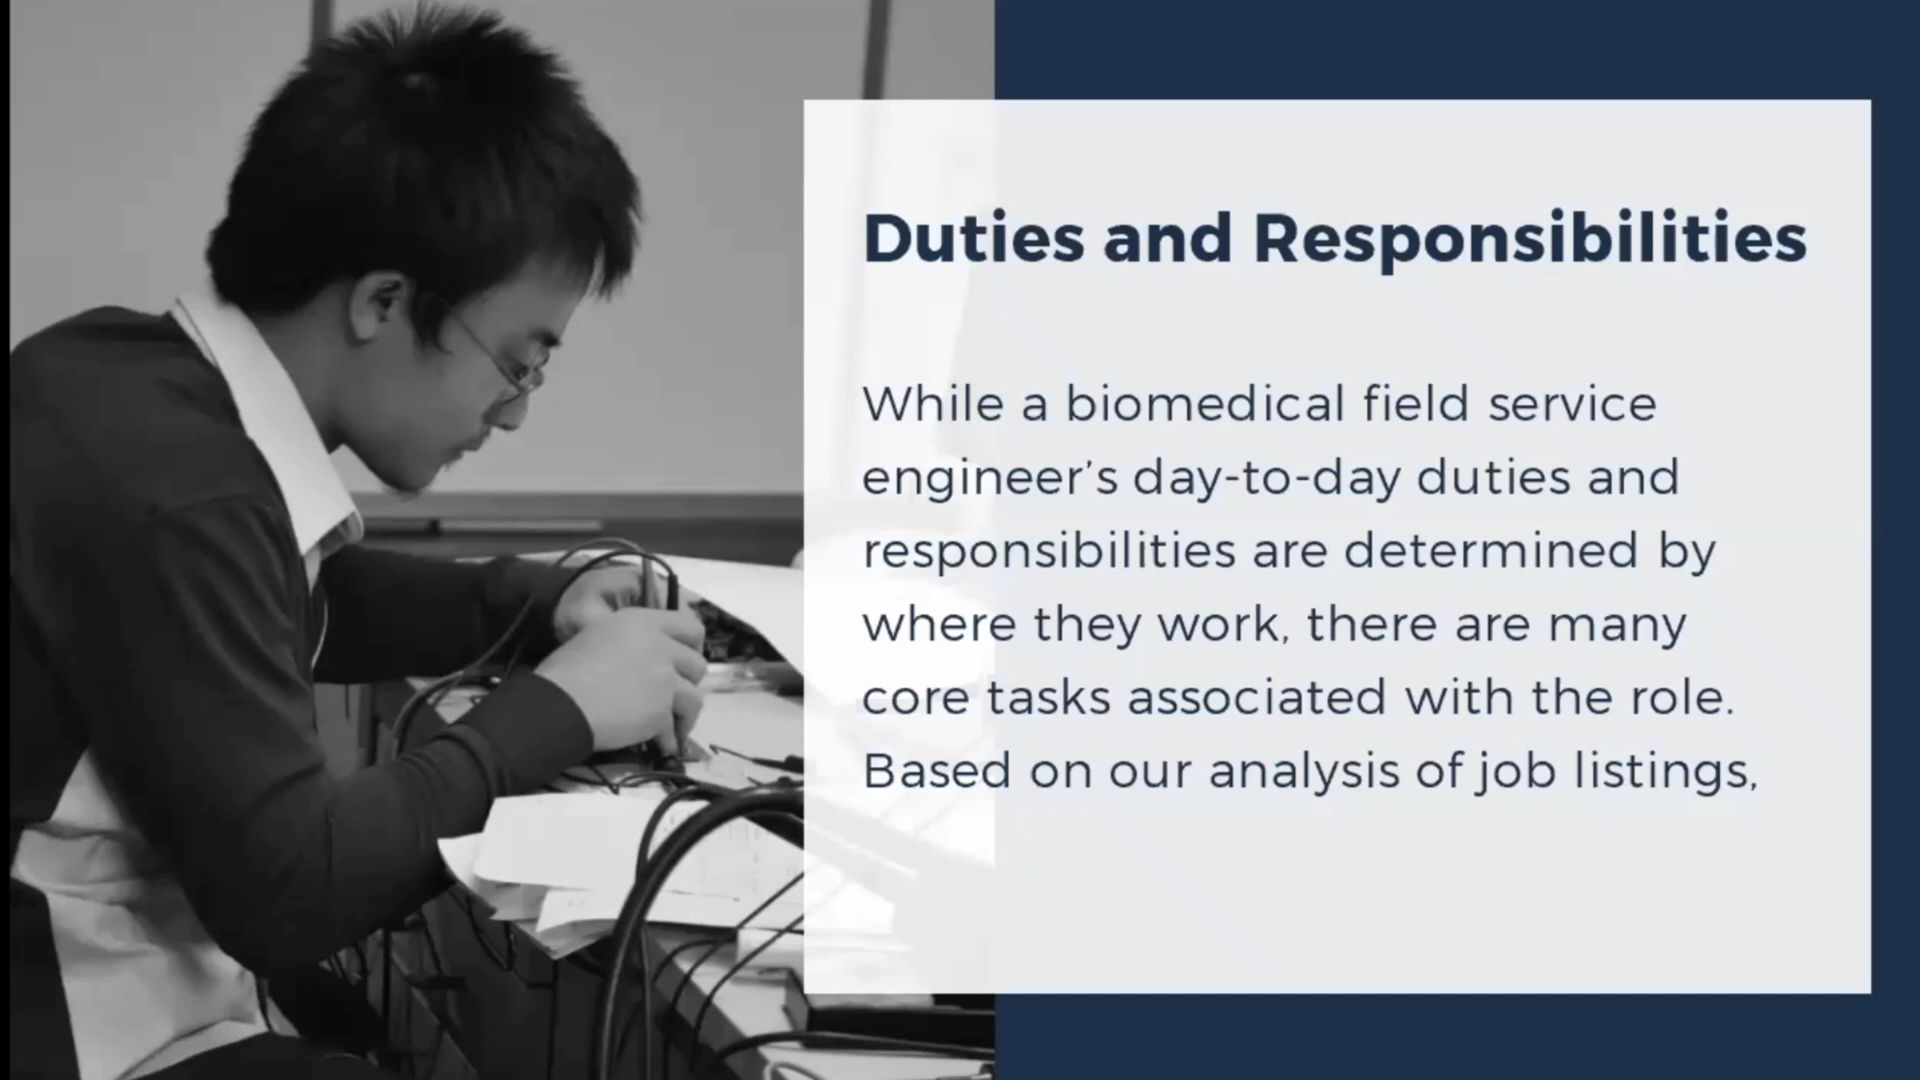 Duties and Responsibilities
While a biomedical field service
engineer’s day-to-day duties and
responsibilities are determined by
where they work, there are many
core tasks associated with the role.
Based on our analysis of job listings,